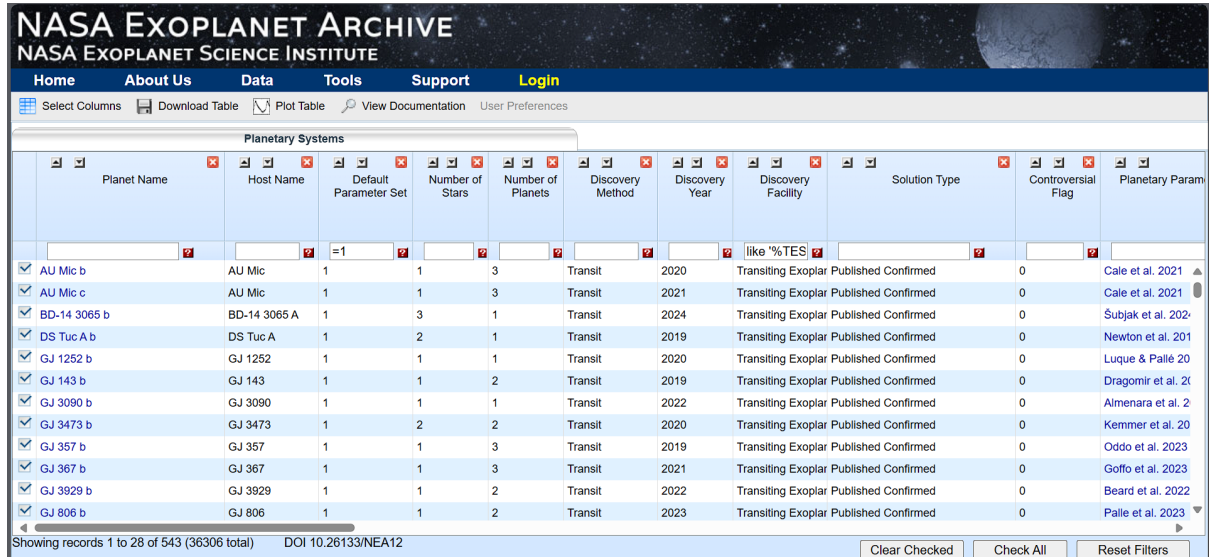 NASA EXOPLANET ARCHIVE
NASA EXOPLANET SCIENCE INSTITUTE
Home About Us Data Tools Support Login
Select Columns Download Table Plot Table View Documentation User Preferences
Planetary Systems
Planet Name Host Name Default Parameter Set Number of Stars Number of Planets Discovery Method Discovery Year Discovery Facility Solution Type Controversial Flag Planetary Param
=1 like '%TES
AU Mic b AU Mic 1 1 3 Transit 2020 Transiting Exoplar Published Confirmed 0 Cale et al. 2021
AU Mic c AU Mic 1 1 3 Transit 2021 Transiting Exoplar Published Confirmed 0 Cale et al. 2021
BD-14 3065 b BD-14 3065 A 1 3 1 Transit 2024 Transiting Exoplar Published Confirmed 0 Šubjak et al. 2024
DS Tuc A b DS Tuc A 1 2 1 Transit 2019 Transiting Exoplar Published Confirmed 0 Newton et al. 201
GJ 1252 b GJ 1252 1 1 1 Transit 2020 Transiting Exoplar Published Confirmed 0 Luque & Pallé 20
GJ 143 b GJ 143 1 1 2 Transit 2019 Transiting Exoplar Published Confirmed 0 Dragomir et al. 20
GJ 3090 b GJ 3090 1 1 1 Transit 2022 Transiting Exoplar Published Confirmed 0 Almenara et al. 2
GJ 3473 b GJ 3473 1 2 2 Transit 2020 Transiting Exoplar Published Confirmed 0 Kemmer et al. 20
GJ 357 b GJ 357 1 1 3 Transit 2019 Transiting Exoplar Published Confirmed 0 Oddo et al. 2023
GJ 367 b GJ 367 1 1 3 Transit 2021 Transiting Exoplar Published Confirmed 0 Goffo et al. 2023
GJ 3929 b GJ 3929 1 1 2 Transit 2022 Transiting Exoplar Published Confirmed 0 Beard et al. 2022
GJ 806 b GJ 806 1 1 2 Transit 2023 Transiting Exoplar Published Confirmed 0 Palle et al. 2023
Showing records 1 to 28 of 543 (36306 total) DOI 10.26133/NEA12
Clear Checked Check All Reset Filters